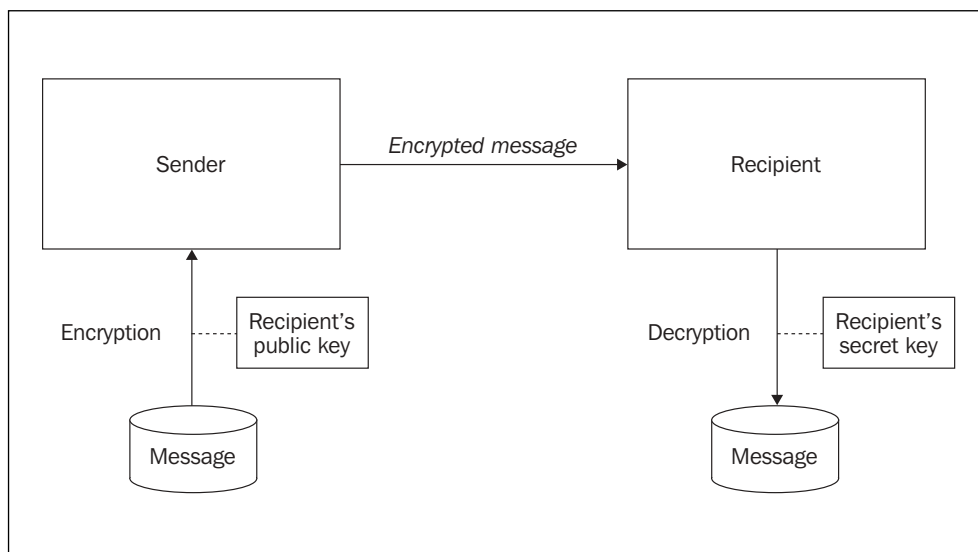 Sender
Encrypted message
Recipient
Encryption
Recipient's
public key
Decryption
Recipient's
secret key
Message
Message